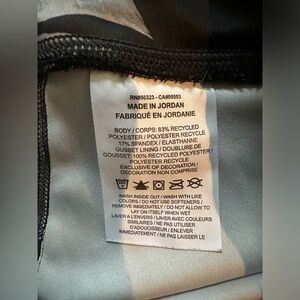 RN#56323 - CA#05553
MADE IN JORDAN
FABRIQUÉ EN JORDANIE
BODY / CORPS: 83% RECYCLED
POLYESTER / POLYESTER RECYCLÉ
17% SPANDEX / ELASTHANNE
GUSSET LINING / DOUBLURE DE
GOUSSET: 100% RECYCLED POLYESTER /
POLYESTER RECYCLÉ
EXCLUSIVE OF DECORATION /
DÉCORATION NON COMPRISE
WASH INSIDE OUT / WASH WITH LIKE
COLORS / DO NOT USE SOFTENERS /
REMOVE IMMEDIATELY / DO NOT ALLOW TO
LAY ON ITSELF WHEN WET
LAVER A L'ENVERS / LAVER AVEC COULEURS
SIMILAIRES / NE PAS UTILISER
D'ADOUCISSEUR / ENLEVER
IMMEDIATEMENT / NE PAS LAISSER LE